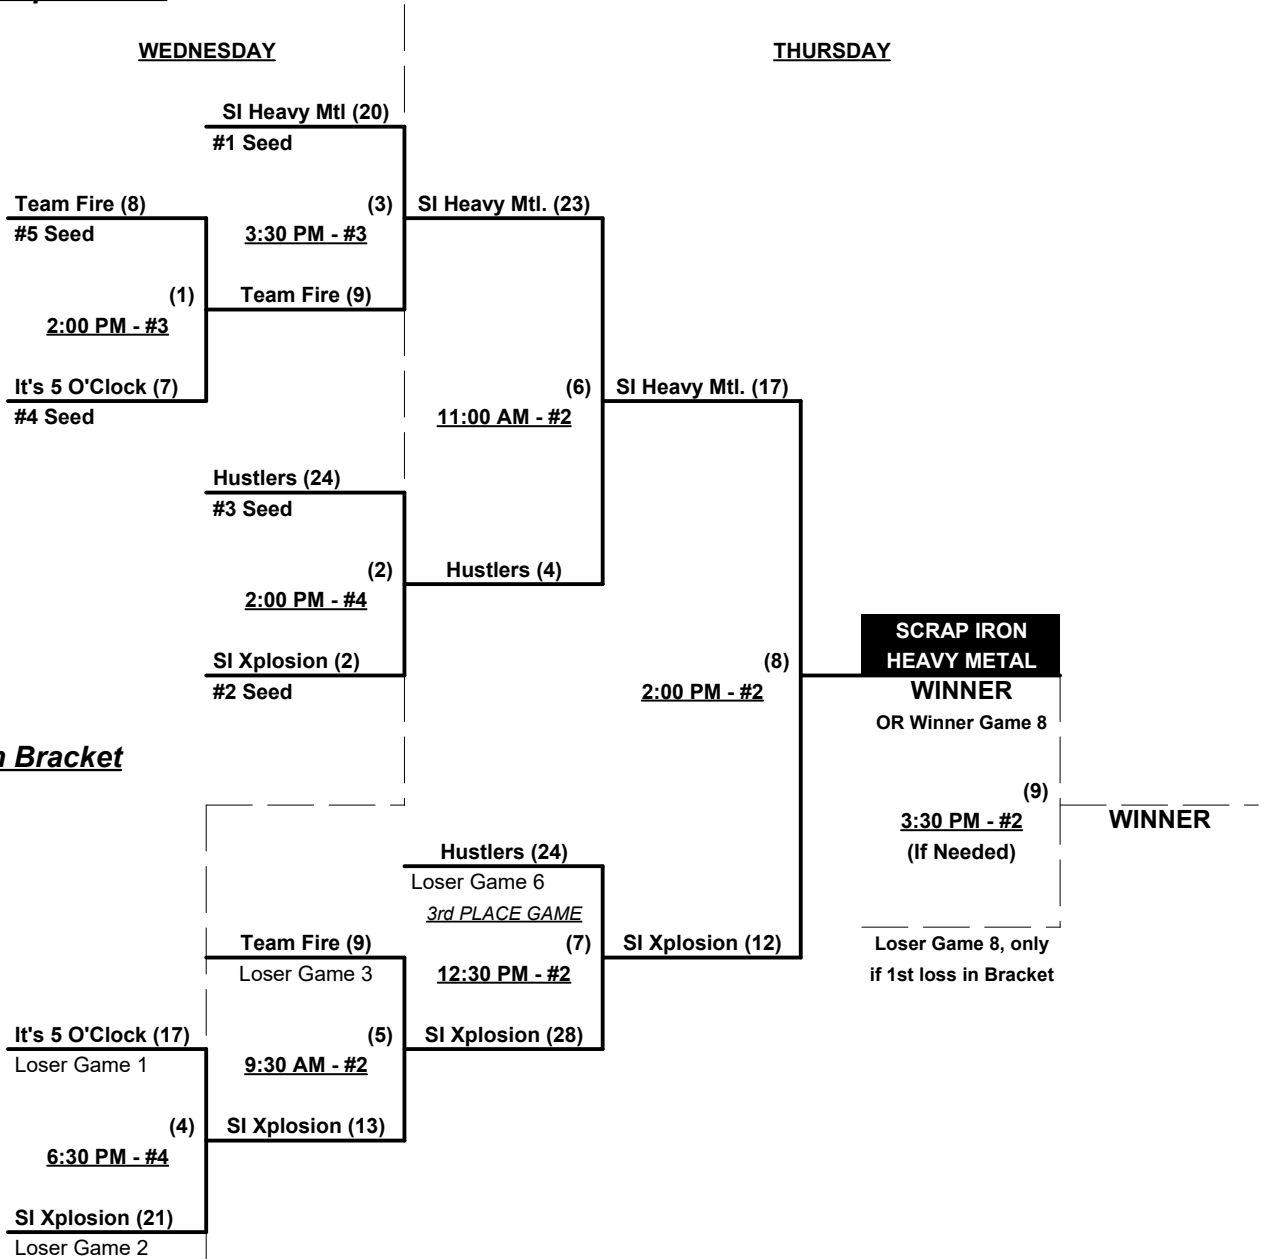 WEDNESDAY
THURSDAY
SI Heavy Mtl (20)
#1 Seed
Team Fire (8)
(3)
SI Heavy Mtl. (23)
#5 Seed
3:30 PM - #3
(1)
Team Fire (9)
2:00 PM - #3
It's 5 O'Clock (7)
(6)
SI Heavy Mtl. (17)
#4 Seed
11:00 AM - #2
Hustlers (24)
#3 Seed
(2)
Hustlers (4)
2:00 PM - #4
SCRAP IRON
HEAVY METAL
SI Xplosion (2)
(8)
#2 Seed
2:00 PM - #2
WINNER
OR Winner Game 8
n Bracket
(9)
3:30 PM - #2
WINNER
(If Needed)
Hustlers (24)
Loser Game 6
3rd PLACE GAME
Team Fire (9)
(7)
SI Xplosion (12)
Loser Game 8, only
Loser Game 3
12:30 PM - #2
if 1st loss in Bracket
It's 5 O'Clock (17)
(5)
SI Xplosion (28)
Loser Game 1
9:30 AM - #2
(4)
SI Xplosion (13)
6:30 PM - #4
SI Xplosion (21)
Loser Game 2